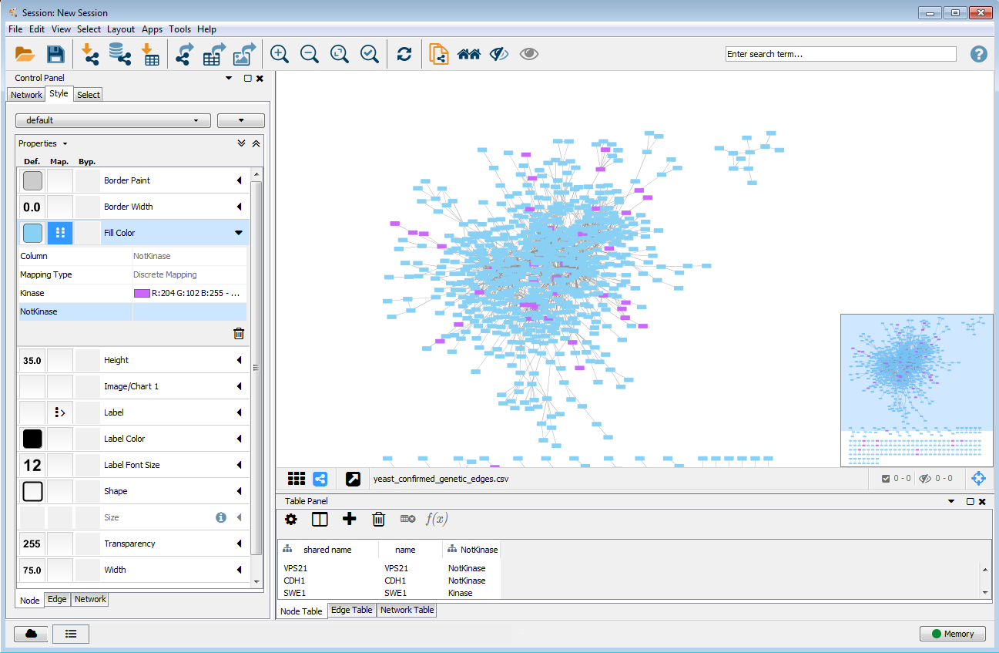 Session: New Session
File Edit View Select Layout Apps Tools Help
Enter search term...
?
Control Panel
Network Style Select
default
Properties
Def. Map. Byp.
Border Paint
0.0 Border Width
Fill Color
Column NotKinase
Mapping Type Discrete Mapping
Kinase R:204 G:102 B:255 - ...
NotKinase
35.0 Height
Image/Chart 1
Label
Label Color
12 Label Font Size
Shape
Size i
255 Transparency
75.0 Width
Node Edge Network
yeast_confirmed_genetic_edges.csv
0 - 0 0 - 0
Table Panel
f(x)
shared name name NotKinase
VPS21 VPS21 NotKinase
CDH1 CDH1 NotKinase
SWE1 SWE1 Kinase
Node Table Edge Table Network Table
Memory